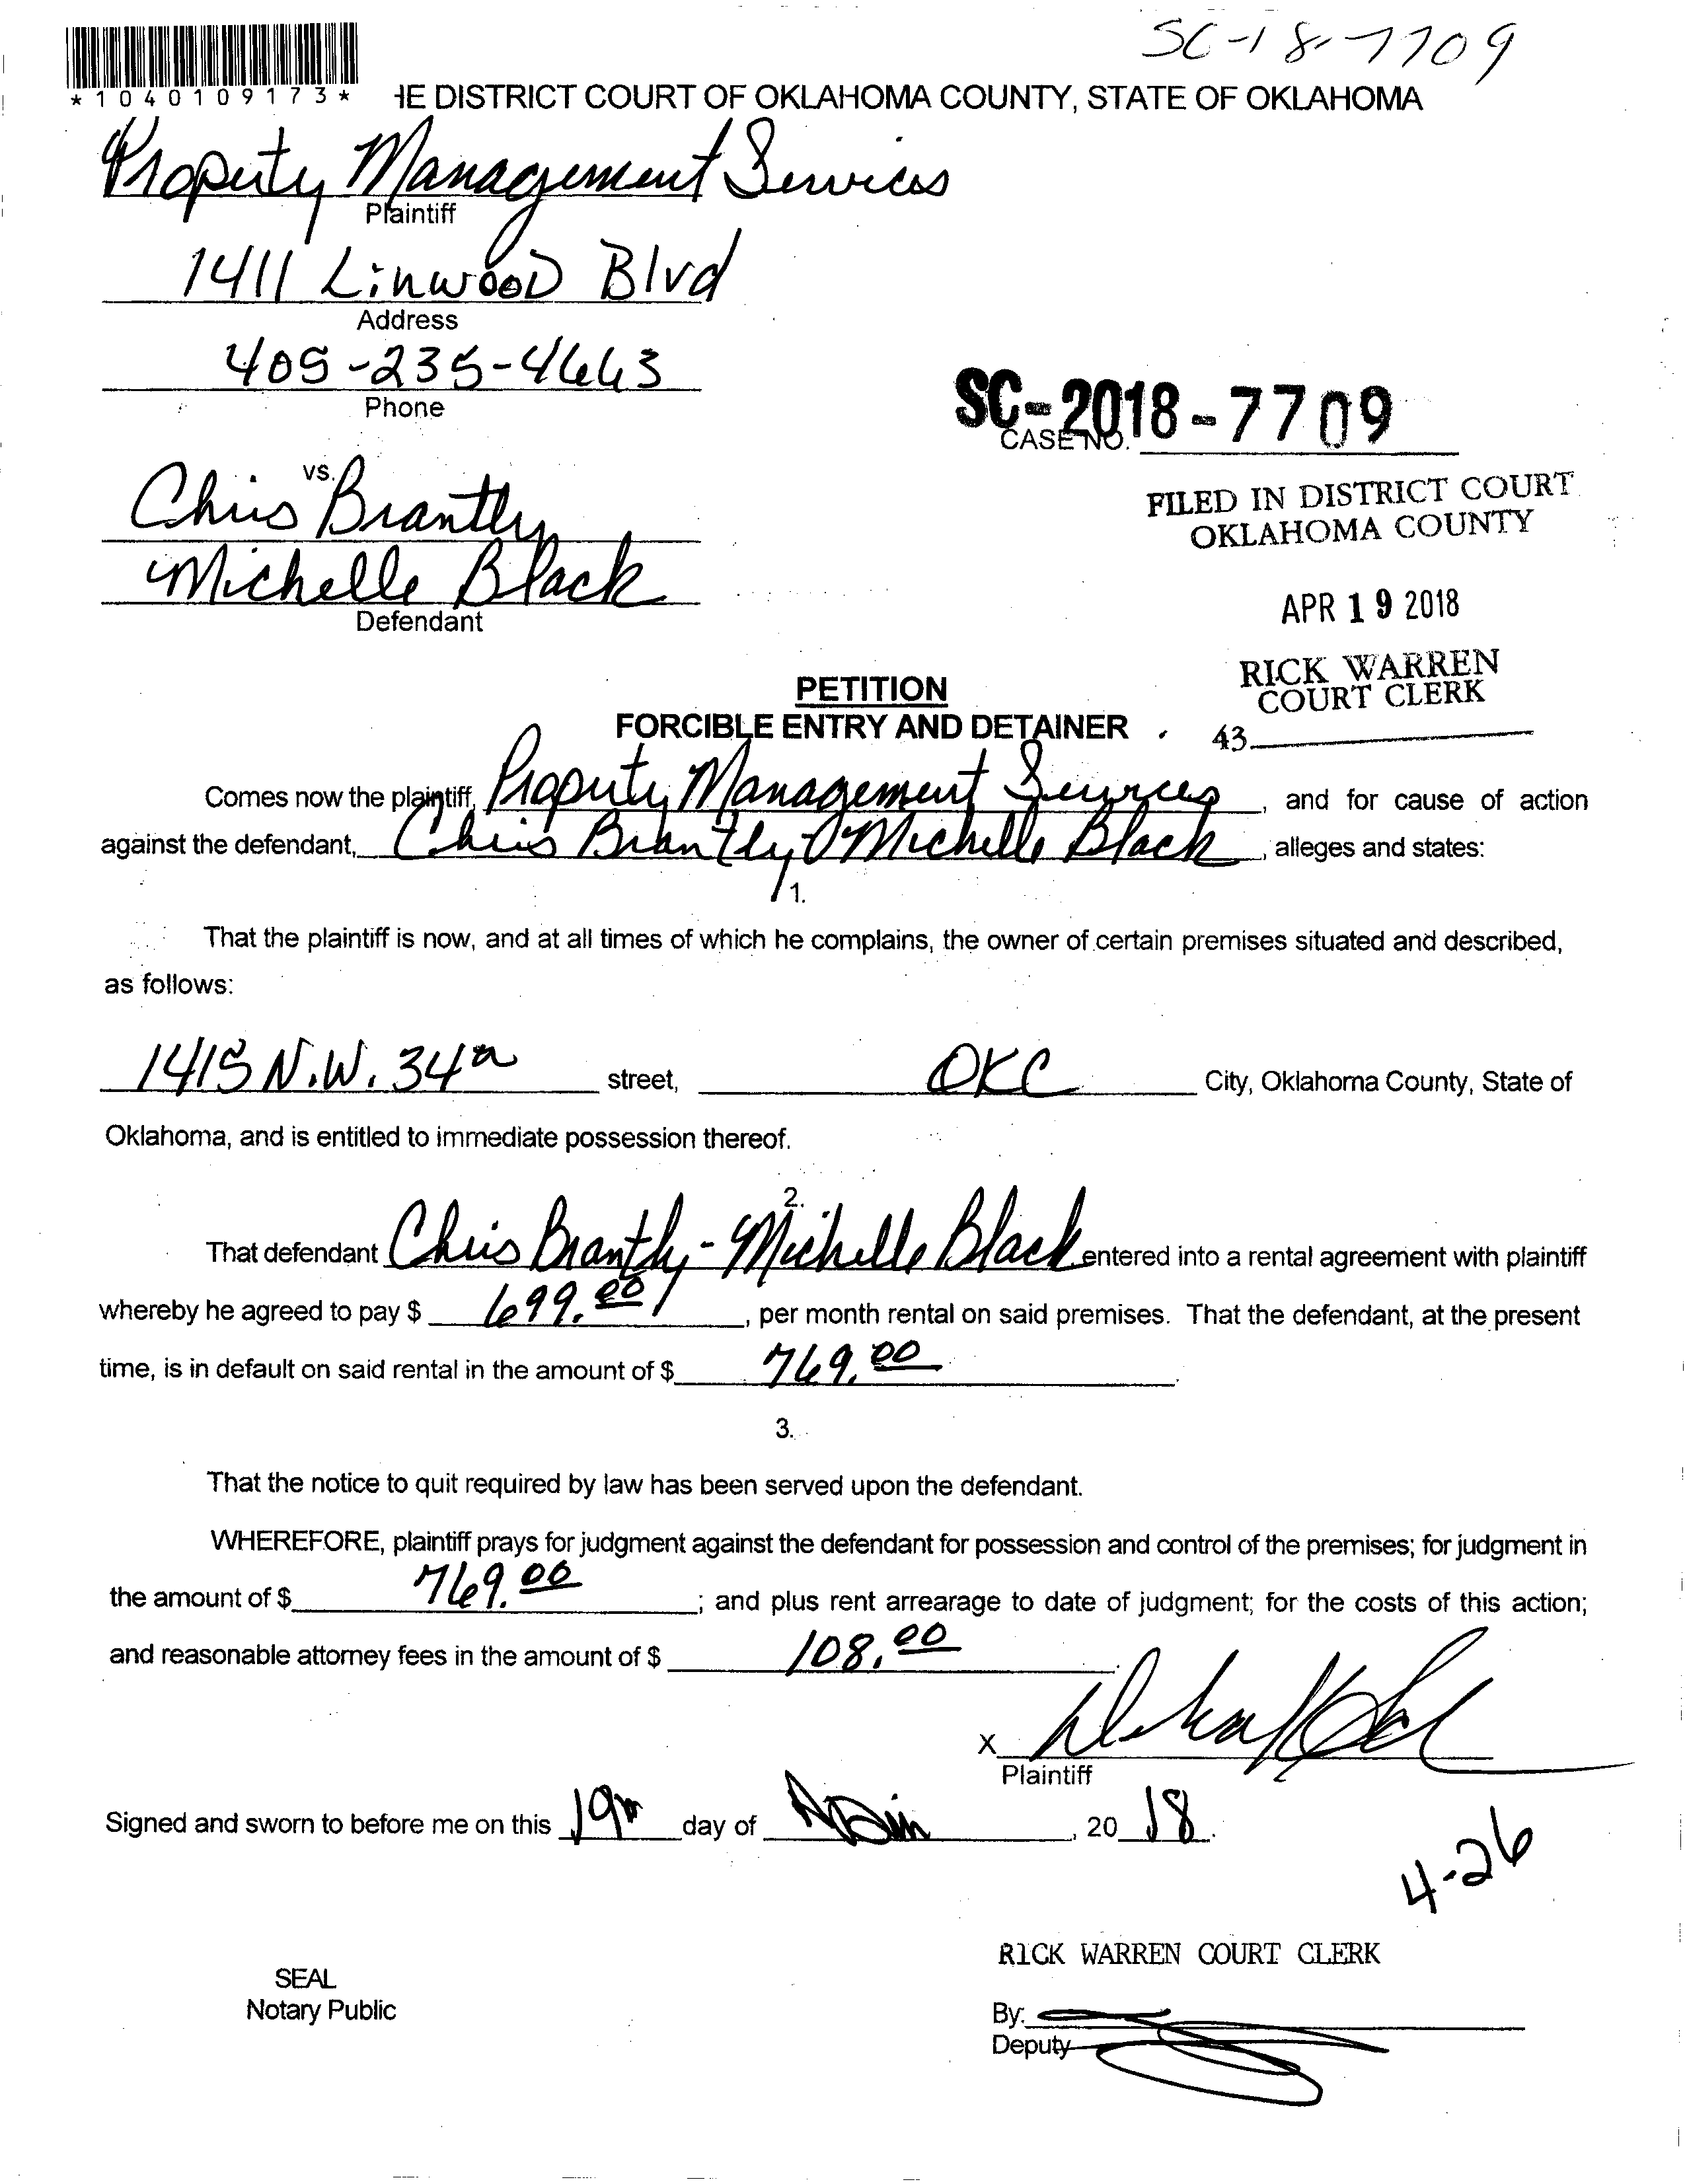 SC-18-7709
*1040109173*
HE DISTRICT COURT OF OKLAHOMA COUNTY, STATE OF OKLAHOMA
Property Management Services
Plaintiff
1411 Linwood Blvd
Address
405-235-4663
Phone
SC-2018-7709
CASE NO.
vs.
Chris Brantly
Michelle Black
Defendant
FILED IN DISTRICT COURT
OKLAHOMA COUNTY
APR 19 2018
RICK WARREN
COURT CLERK
43
PETITION
FORCIBLE ENTRY AND DETAINER
Comes now the plaintiff, Property Management Services, and for cause of action
against the defendant, Chris Brantly Michelle Black, alleges and states:
1.
That the plaintiff is now, and at all times of which he complains, the owner of certain premises situated and described,
as follows:
1415 N.W. 34th street, OKC City, Oklahoma County, State of
Oklahoma, and is entitled to immediate possession thereof.
2.
That defendant Chris Brantly - Michelle Black entered into a rental agreement with plaintiff
whereby he agreed to pay $ 699.00, per month rental on said premises. That the defendant, at the present
time, is in default on said rental in the amount of $ 769.00.
3.
That the notice to quit required by law has been served upon the defendant.
WHEREFORE, plaintiff prays for judgment against the defendant for possession and control of the premises; for judgment in
the amount of $ 769.00; and plus rent arrearage to date of judgment; for the costs of this action;
and reasonable attorney fees in the amount of $ 108.00.
X
Plaintiff
Signed and sworn to before me on this 19th day of , 20 18.
4-26
RICK WARREN COURT CLERK
SEAL
Notary Public
By:
Deputy